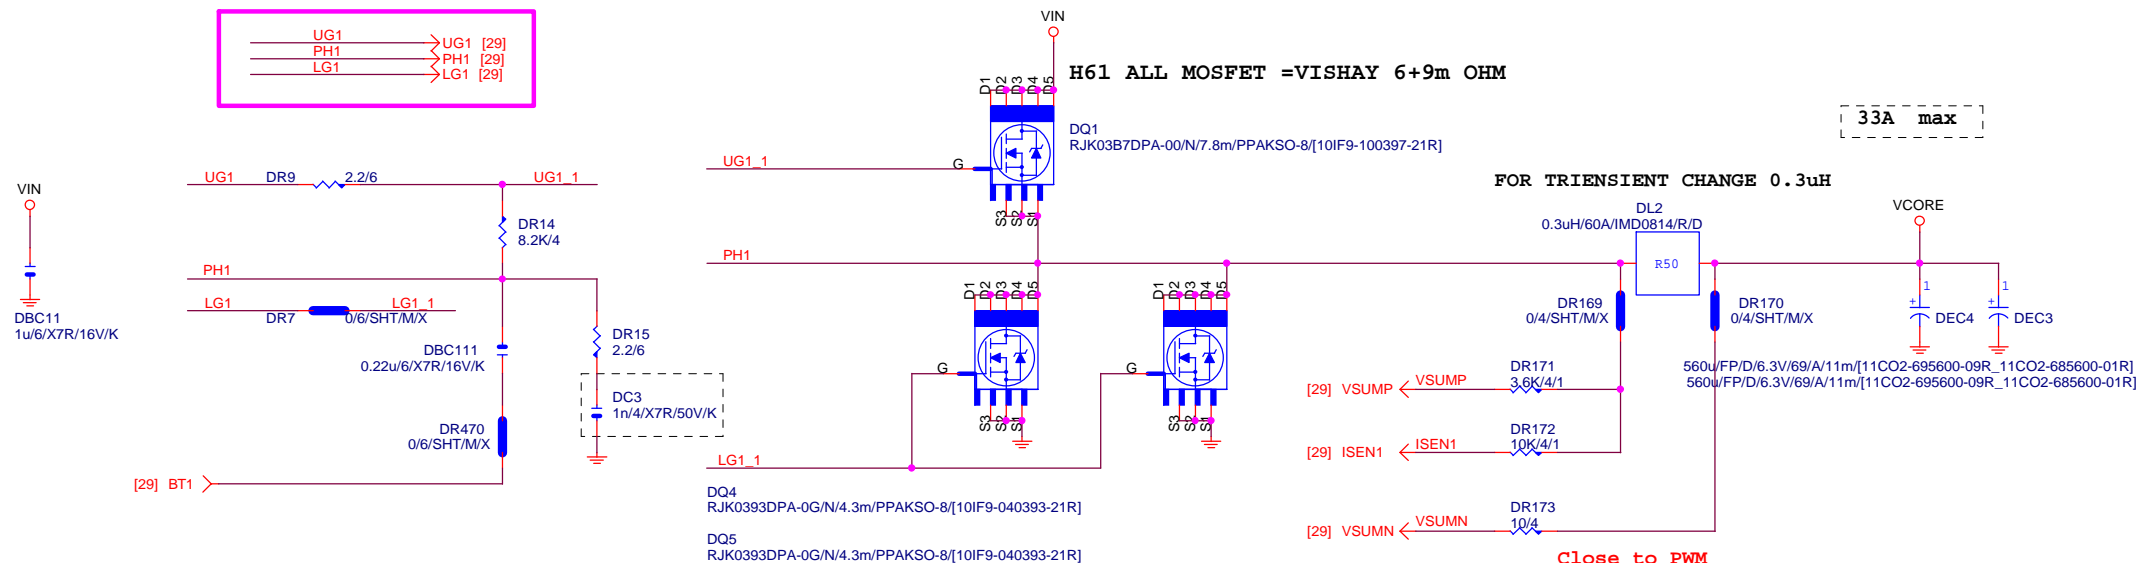 UG1
UG1 [29]
PH1
PH1 [29]
LG1
LG1 [29]
VIN
H61 ALL MOSFET =VISHAY 6+9m OHM
33A max
D1
D2
D3
D4
D5
DQ1
RJK03B7DPA-00/N/7.8m/PPAKSO-8/[10IF9-100397-21R]
UG1_1
G
S3
S2
S1
VIN
UG1
DR9
2.2/6
UG1_1
DR14
8.2K/4
PH1
LG1
DR7
LG1_1
0/6/SHT/M/X
DBC11
1u/6/X7R/16V/K
DBC111
0.22u/6/X7R/16V/K
DR15
2.2/6
DC3
1n/4/X7R/50V/K
DR470
0/6/SHT/M/X
[29] BT1
PH1
D1
D2
D3
D4
D5
G
S3
S2
S1
D1
D2
D3
D4
D5
G
S3
S2
S1
LG1_1
DQ4
RJK0393DPA-0G/N/4.3m/PPAKSO-8/[10IF9-040393-21R]
DQ5
RJK0393DPA-0G/N/4.3m/PPAKSO-8/[10IF9-040393-21R]
FOR TRIENSIENT CHANGE 0.3uH
DL2
0.3uH/60A/IMD0814/R/D
R50
VCORE
DR169
0/4/SHT/M/X
DR170
0/4/SHT/M/X
1
+
DEC4
1
+
DEC3
560u/FP/D/6.3V/69/A/11m/[11CO2-695600-09R_11CO2-685600-01R]
560u/FP/D/6.3V/69/A/11m/[11CO2-695600-09R_11CO2-685600-01R]
[29] VSUMP
VSUMP
DR171
3.6K/4/1
[29] ISEN1
ISEN1
DR172
10K/4/1
[29] VSUMN
VSUMN
DR173
10/4
Close to PWM